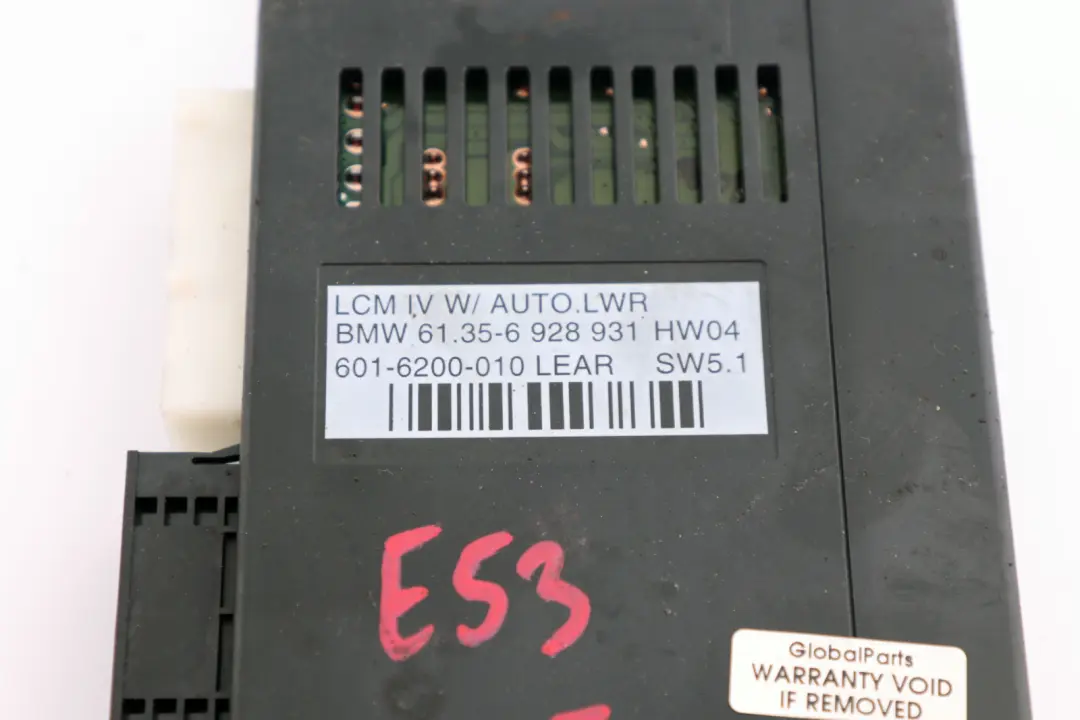 LCM IV W/ AUTO.LWR
BMW 61.35-6 928 931 HW04
601-6200-010 LEAR SW5.1
E53
GlobalParts
WARRANTY VOID
IF REMOVED